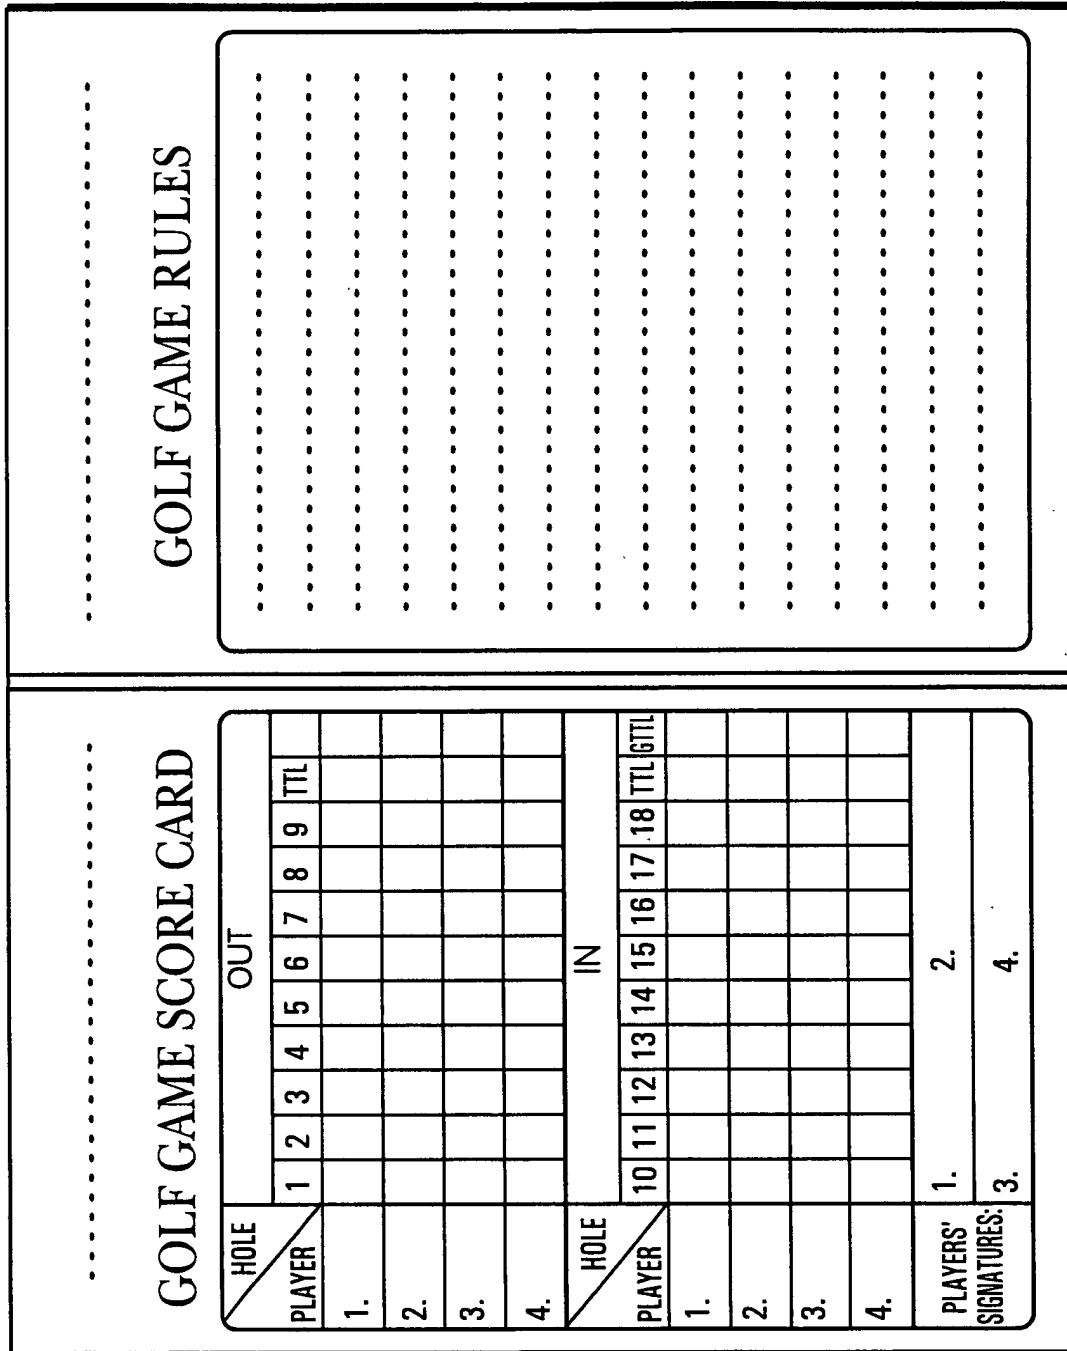 GOLF GAME SCORE CARD
HOLE OUT
PLAYER 1 2 3 4 5 6 7 8 9 TTL
1.
2.
3.
4.
HOLE IN
PLAYER 10 11 12 13 14 15 16 17 18 TTL GTTL
1.
2.
3.
4.
PLAYERS' 1. 2.
SIGNATURES: 3. 4.
GOLF GAME RULES